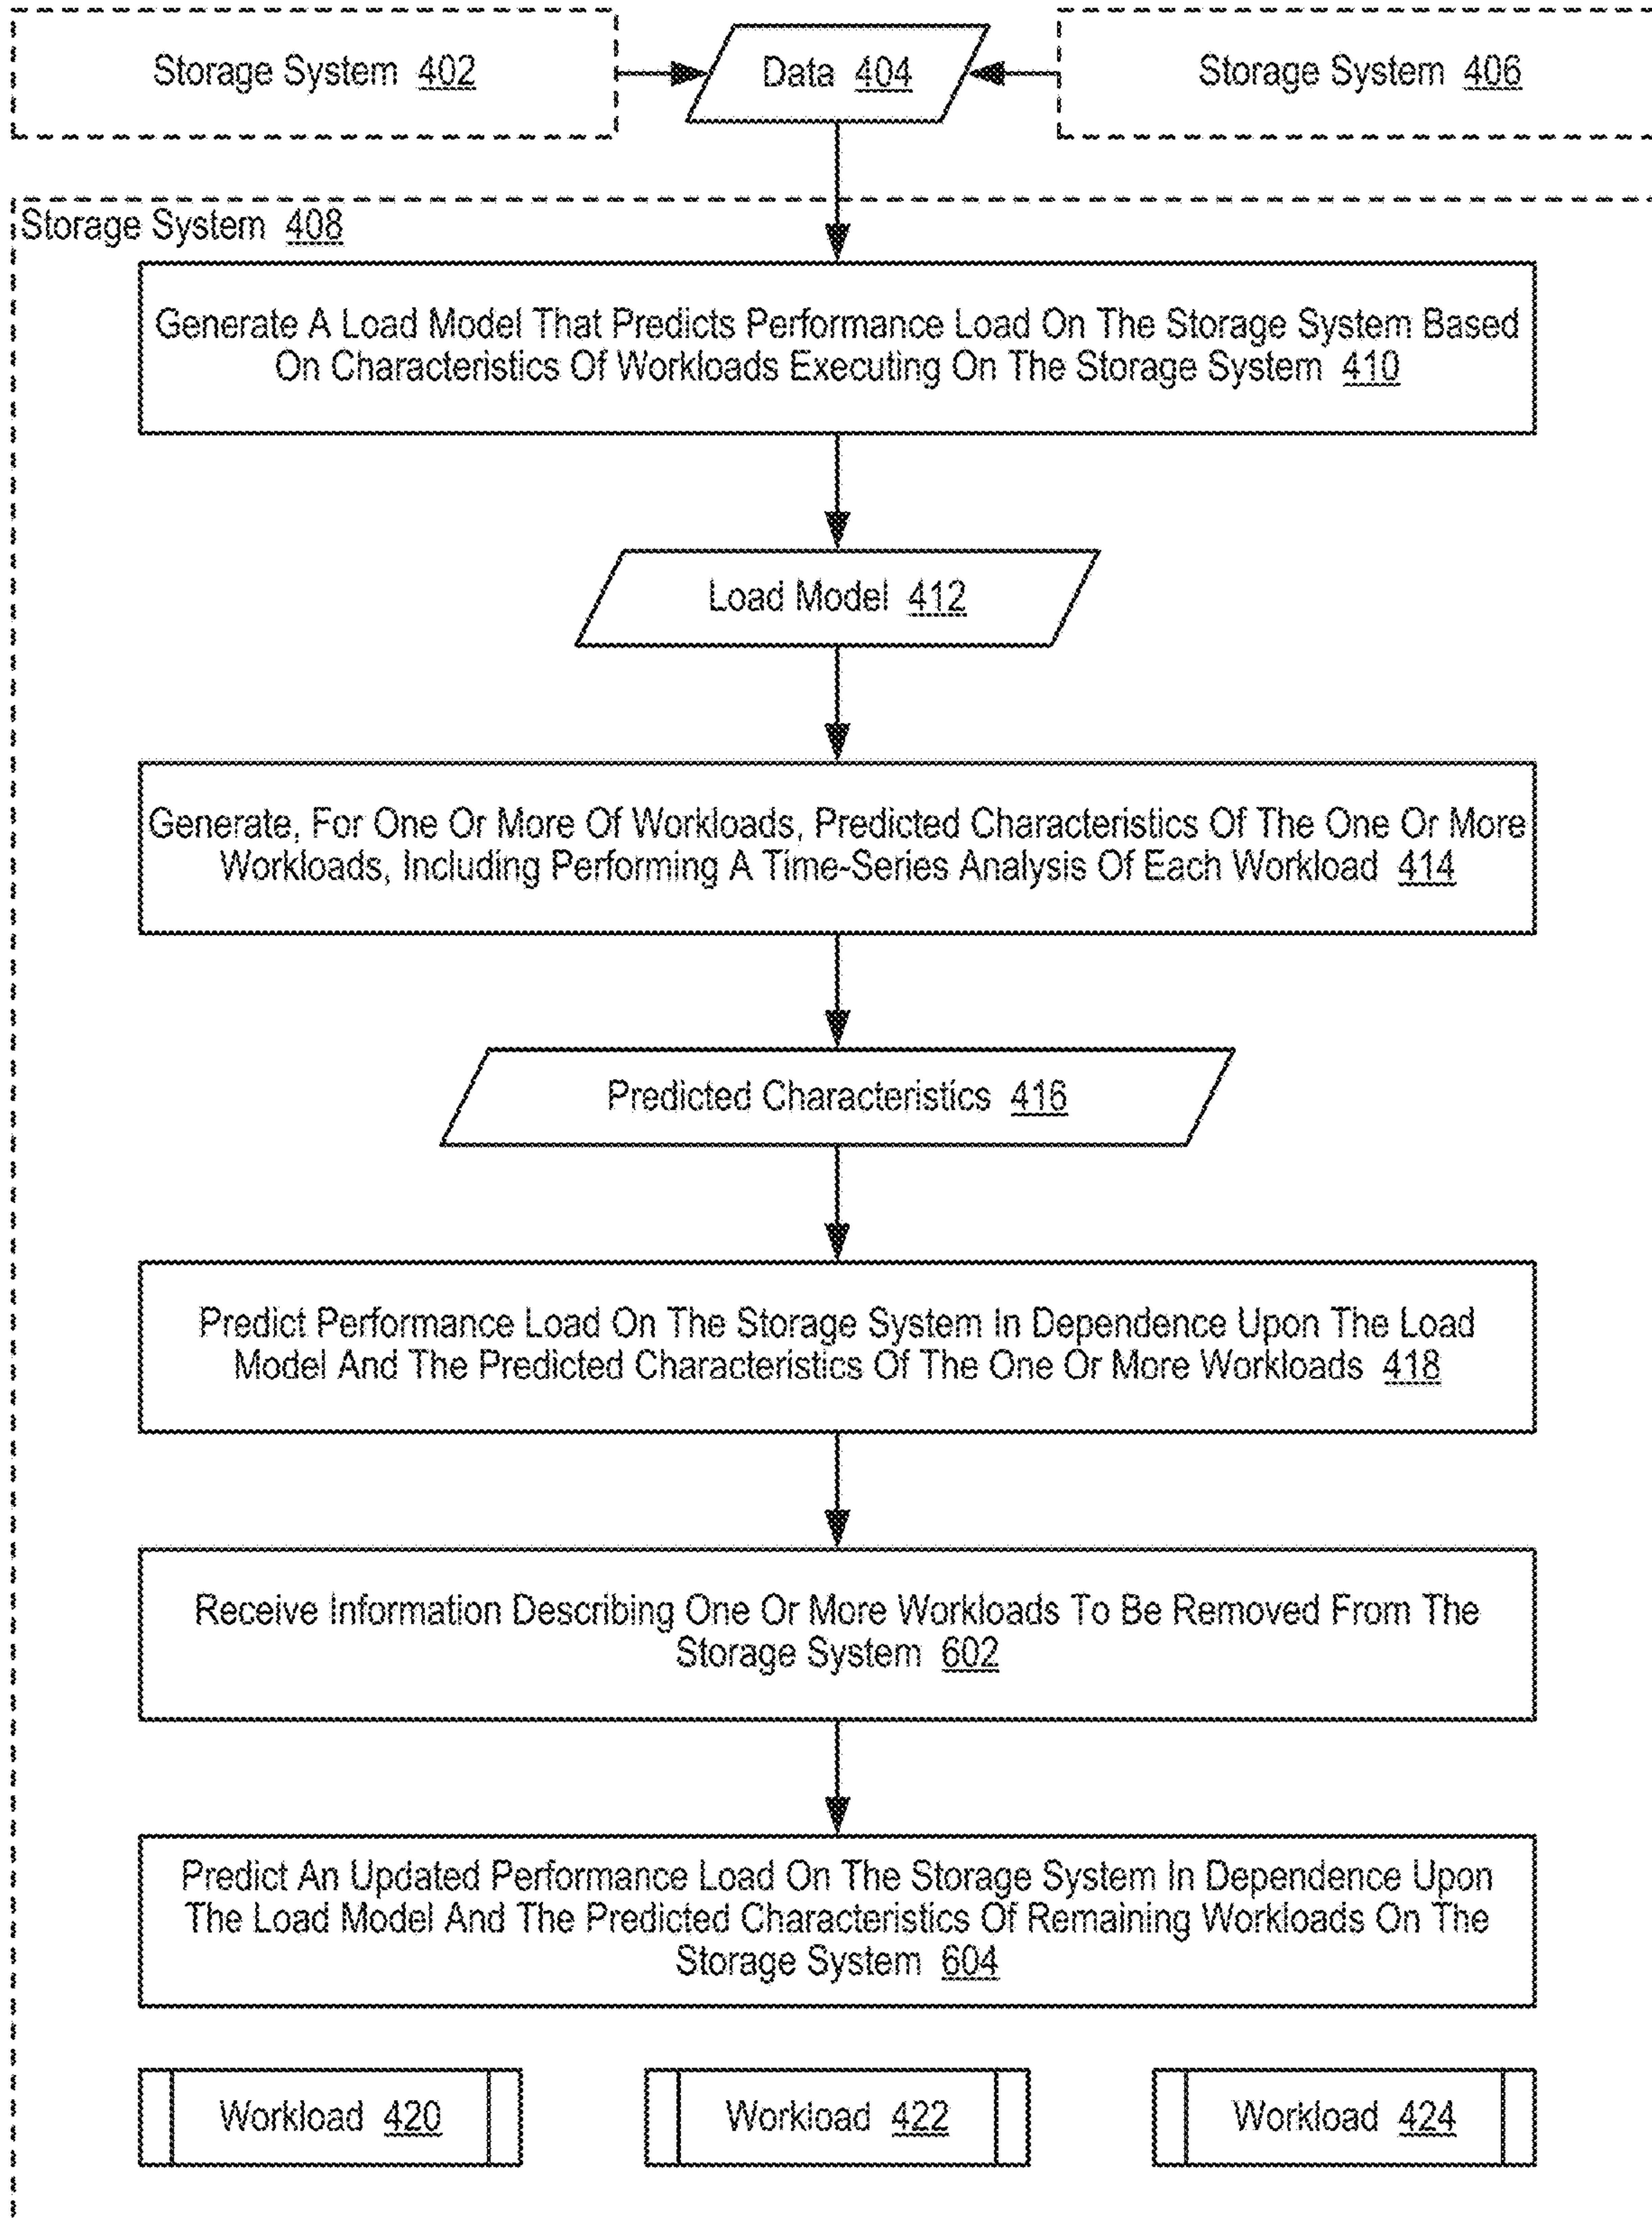 Storage System 402
Data 404
Storage System 406
Storage System 408
Generate A Load Model That Predicts Performance Load On The Storage System Based
On Characteristics Of Workloads Executing On The Storage System 410
Load Model 412
Generate, For One Or More Of Workloads, Predicted Characteristics Of The One Or More
Workloads, Including Performing A Time-Series Analysis Of Each Workload 414
Predicted Characteristics 416
Predict Performance Load On The Storage System In Dependence Upon The Load
Model And The Predicted Characteristics Of The One Or More Workloads 418
Receive Information Describing One Or More Workloads To Be Removed From The
Storage System 602
Predict An Updated Performance Load On The Storage System In Dependence Upon
The Load Model And The Predicted Characteristics Of Remaining Workloads On The
Storage System 604
Workload 420
Workload 422
Workload 424